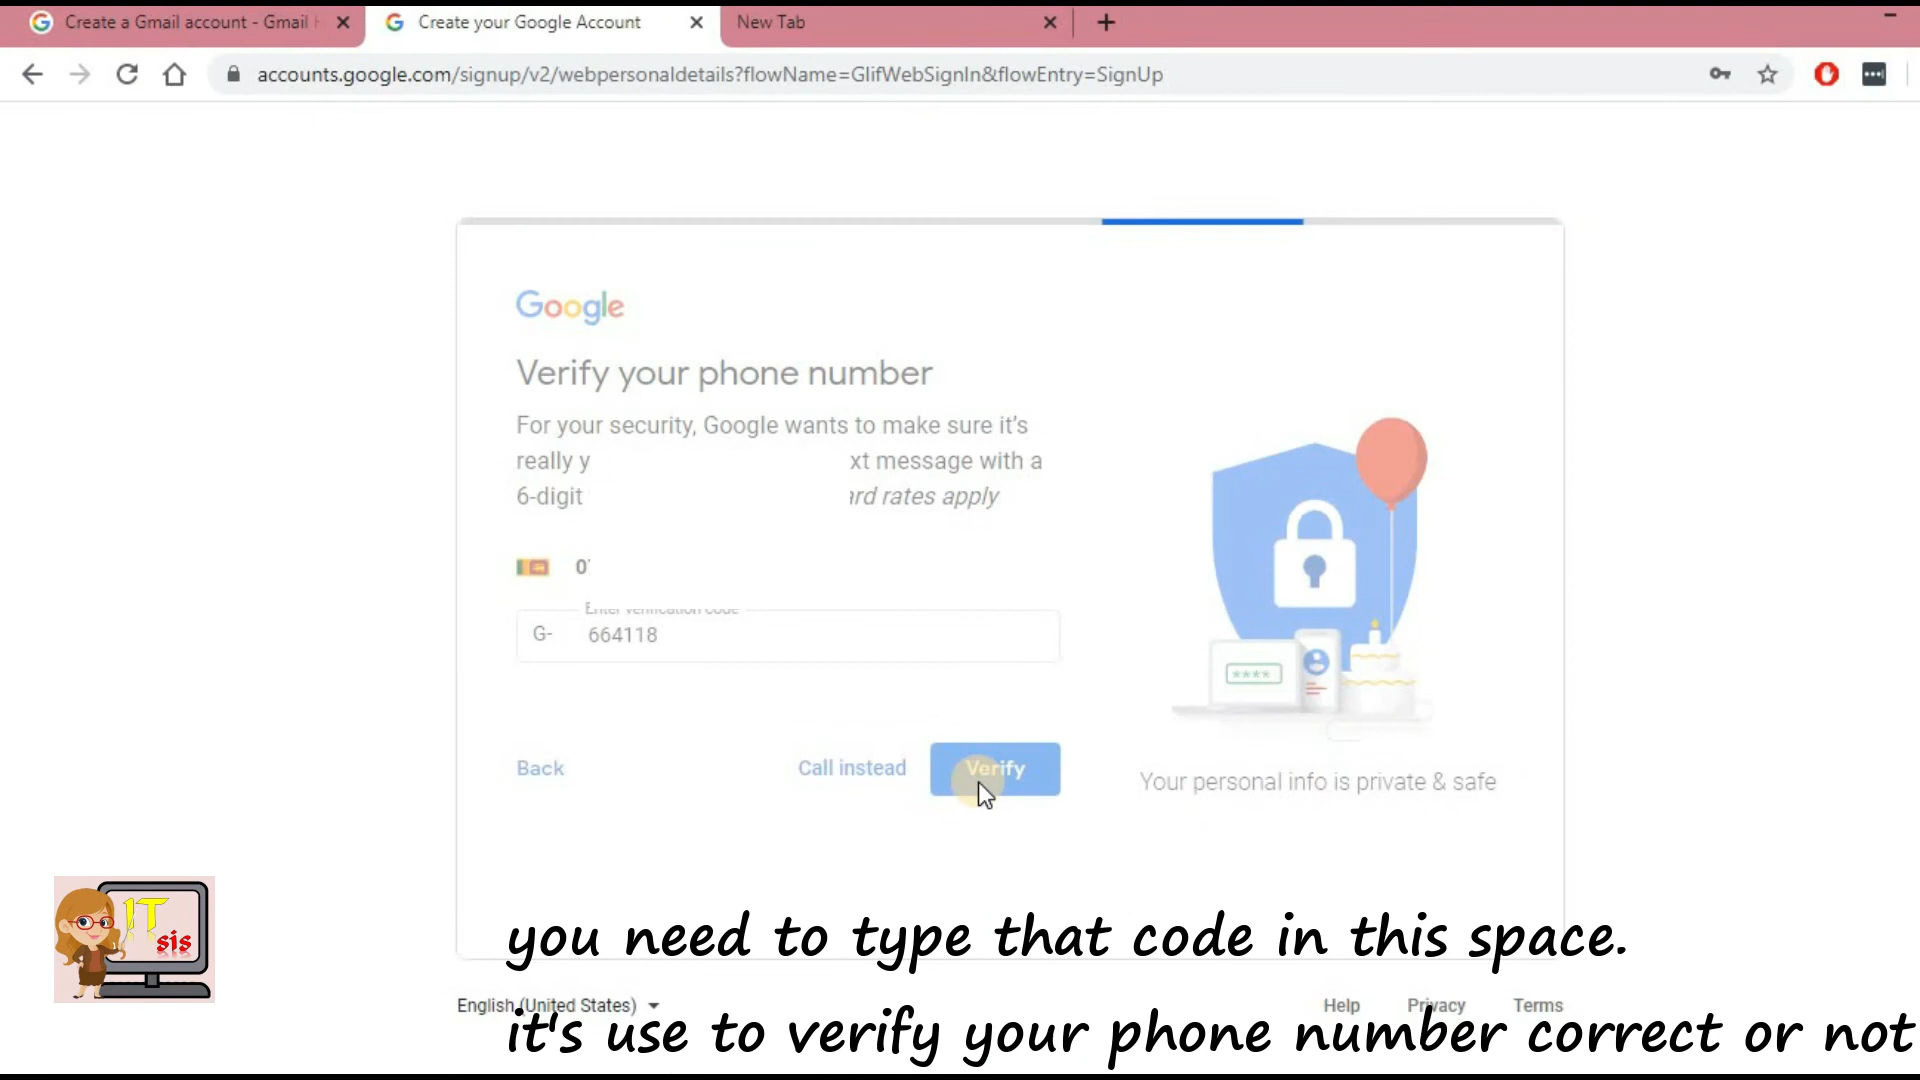 Create a Gmail account - Gmail
Create your Google Account
New Tab
accounts.google.com/signup/v2/webpersonaldetails?flowName=GlifWebSignIn&flowEntry=SignUp
Google
Verify your phone number
For your security, Google wants to make sure it's
really y xt message with a
6-digit ard rates apply
Enter verification code
G- 664118
****
Back Call instead Verify
Your personal info is private & safe
IT
sis
you need to type that code in this space.
English (United States) Help Privacy Terms
it's use to verify your phone number correct or not